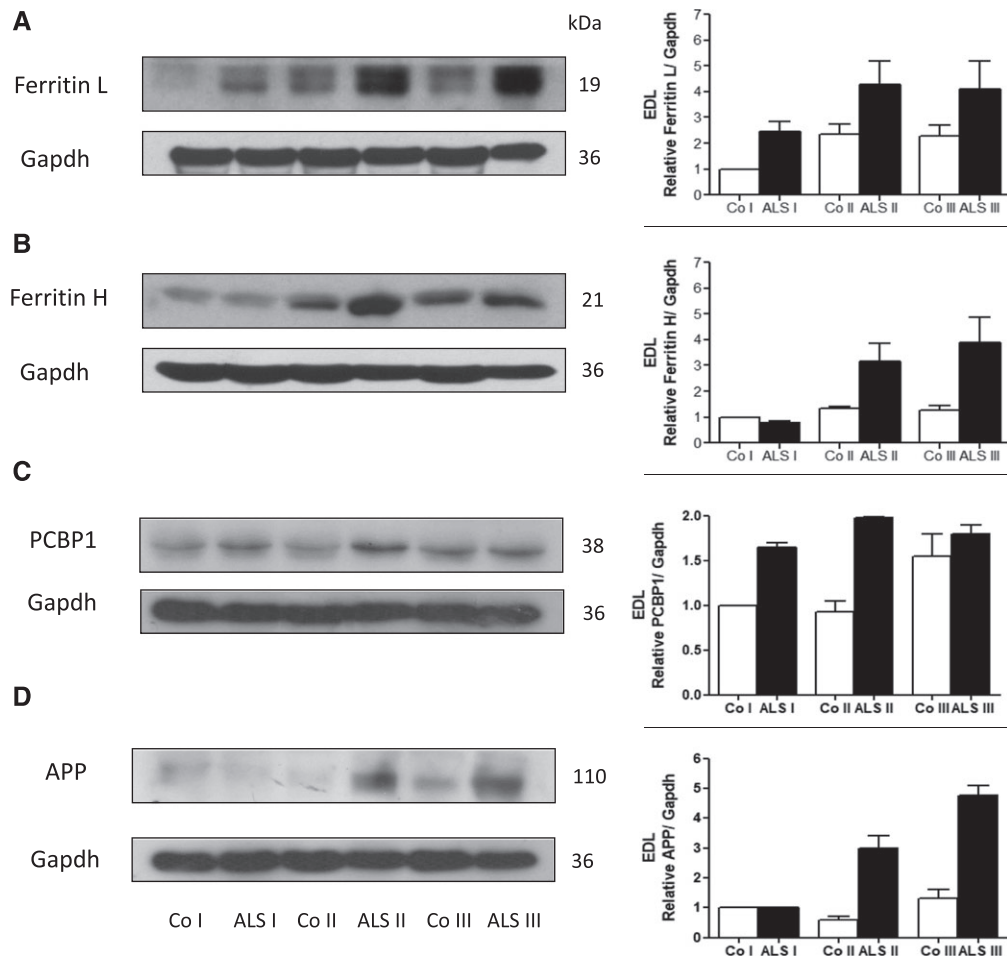 A
kDa
Ferritin L
19
Gapdh
36
EDL
Relative Ferritin L/ Gapdh
7
6
5
4
3
2
1
0
Co I ALS I Co II ALS II Co III ALS III
B
Ferritin H
21
Gapdh
36
EDL
Relative Ferritin H/ Gapdh
7
6
5
4
3
2
1
0
Co I ALS I Co II ALS II Co III ALS III
C
PCBP1
38
Gapdh
36
EDL
Relative PCBP1/ Gapdh
2.0
1.5
1.0
0.5
0.0
Co I ALS I Co II ALS II Co III ALS III
D
APP
110
Gapdh
36
Co I ALS I Co II ALS II Co III ALS III
EDL
Relative APP/ Gapdh
6
5
4
3
2
1
0
Co I ALS I Co II ALS II Co III ALS III